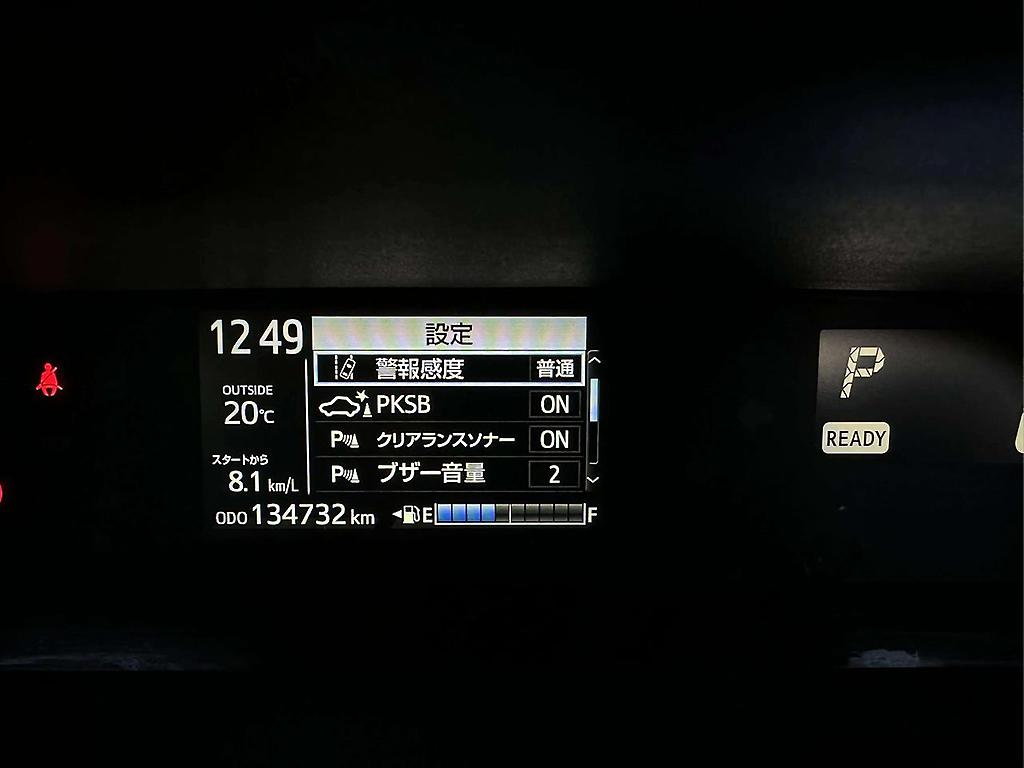 12 49
設定
警報感度 普通
OUTSIDE
20℃
PKSB ON
クリアランスソナー ON
スタートから
8.1 km/L
ブザー音量 2
ODO 134732 km
E F
P
READY